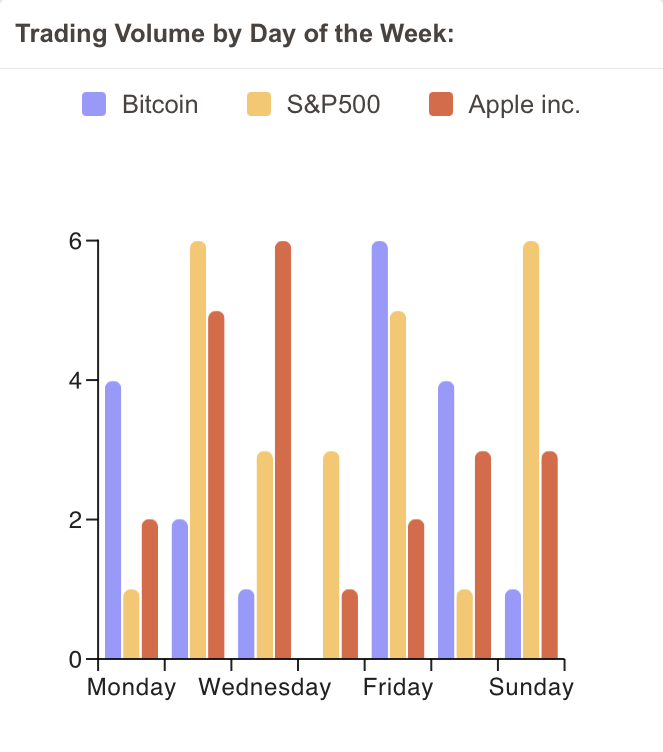 Trading Volume by Day of the Week:
Bitcoin S&P500 Apple inc.
6
4
2
0
Monday Wednesday Friday Sunday